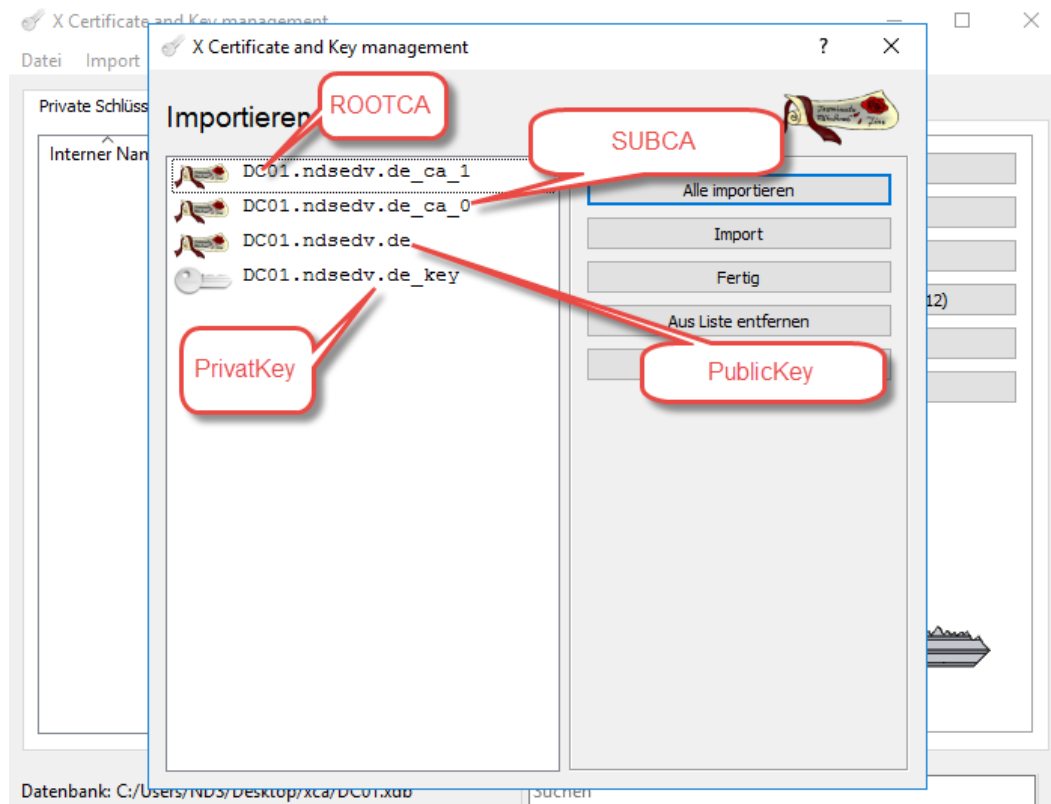 X Certificate and Key management
Datei Import
X Certificate and Key management
?
Private Schlüss
Importieren
ROOTCA
Interner Nan
SUBCA
DC01.ndsedv.de_ca_1
DC01.ndsedv.de_ca_0
DC01.ndsedv.de
DC01.ndsedv.de_key
Alle importieren
Import
Fertig
12)
Aus Liste entfernen
PrivatKey
PublicKey
Datenbank: C:/Users/NDS/Desktop/xca/DC01.xdb
Suchen